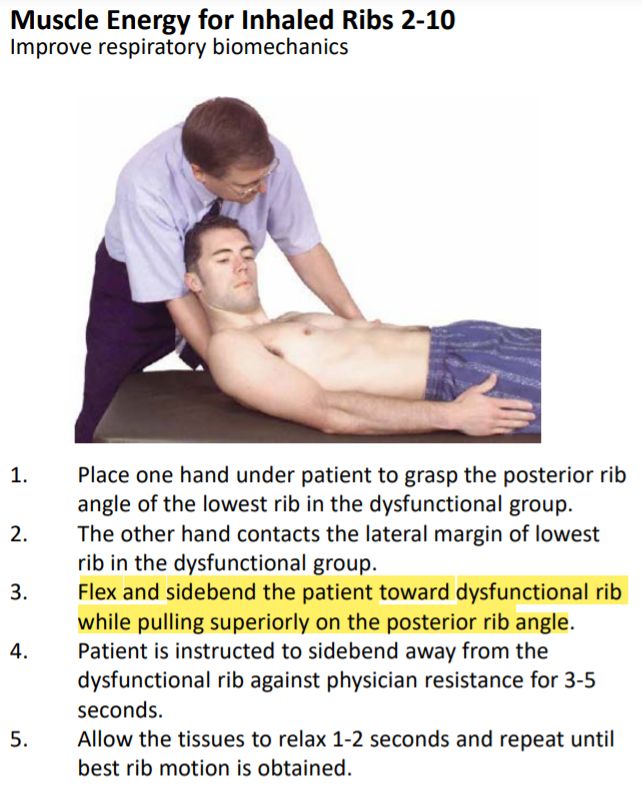 Muscle Energy for Inhaled Ribs 2-10
Improve respiratory biomechanics
1. Place one hand under patient to grasp the posterior rib
angle of the lowest rib in the dysfunctional group.
2. The other hand contacts the lateral margin of lowest
rib in the dysfunctional group.
3. Flex and sidebend the patient toward dysfunctional rib
while pulling superiorly on the posterior rib angle.
4. Patient is instructed to sidebend away from the
dysfunctional rib against physician resistance for 3-5
seconds.
5. Allow the tissues to relax 1-2 seconds and repeat until
best rib motion is obtained.